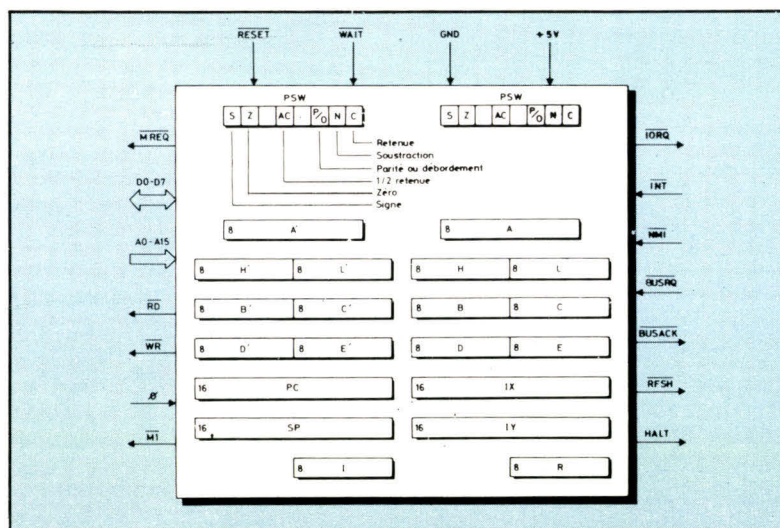 RESET WAIT GND +5V
PSW PSW
S Z AC P/O N C S Z AC P/O N C
MREQ IORQ
Retenue
Soustraction
Parité ou débordement
1/2 retenue
Zéro
Signe
D0-D7 INT
8 A' 8 A
NMI
A0-A15
8 H' 8 L' 8 H 8 L
BUSRQ
RD
8 B' 8 C' 8 B 8 C
WR BUSACK
8 D' 8 E' 8 D 8 E
Ø RFSH
16 PC 16 IX
M1 HALT
16 SP 16 IY
8 I 8 R